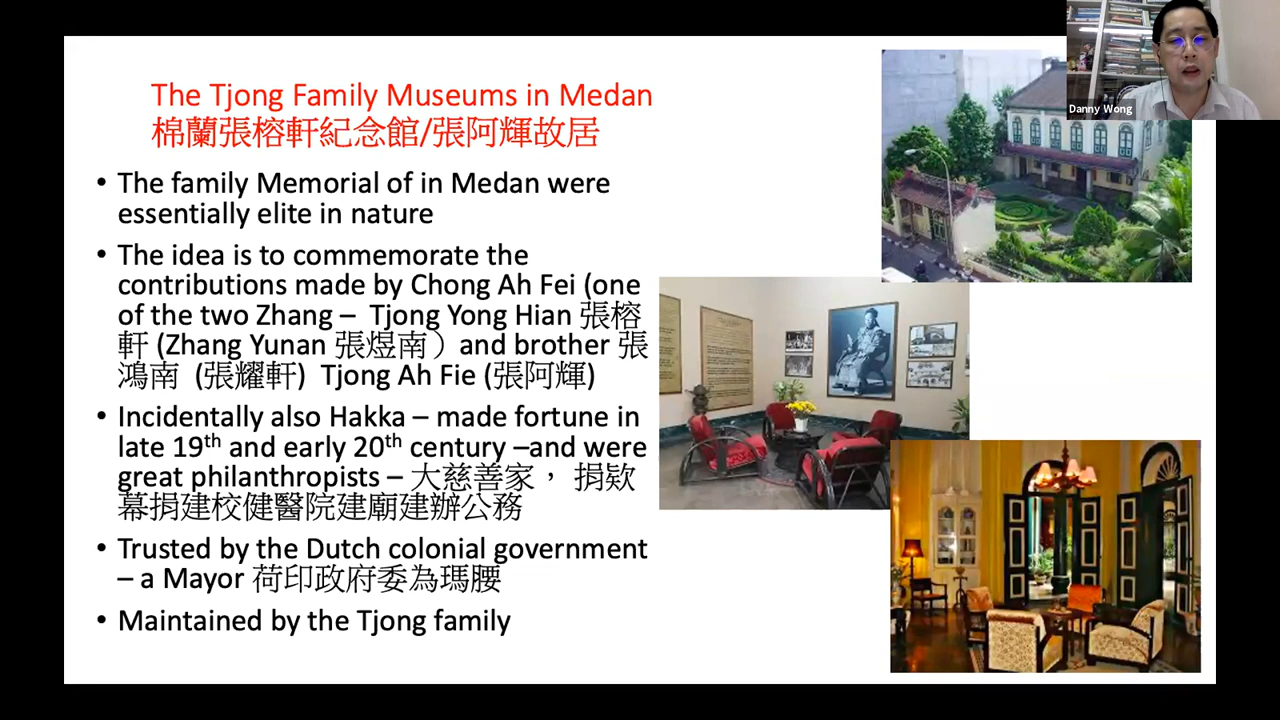 The Tjong Family Museums in Medan
棉蘭張榕軒紀念館/張阿輝故居
• The family Memorial of in Medan were
essentially elite in nature
• The idea is to commemorate the
contributions made by Chong Ah Fei (one
of the two Zhang – Tjong Yong Hian 張榕
軒 (Zhang Yunan 張煜南）and brother 張
鴻南 (張耀軒) Tjong Ah Fie (張阿輝)
• Incidentally also Hakka – made fortune in
late 19th and early 20th century –and were
great philanthropists – 大慈善家， 捐欵
幕捐建校健醫院建廟建辦公務
• Trusted by the Dutch colonial government
– a Mayor 荷印政府委為瑪腰
• Maintained by the Tjong family
Danny Wong